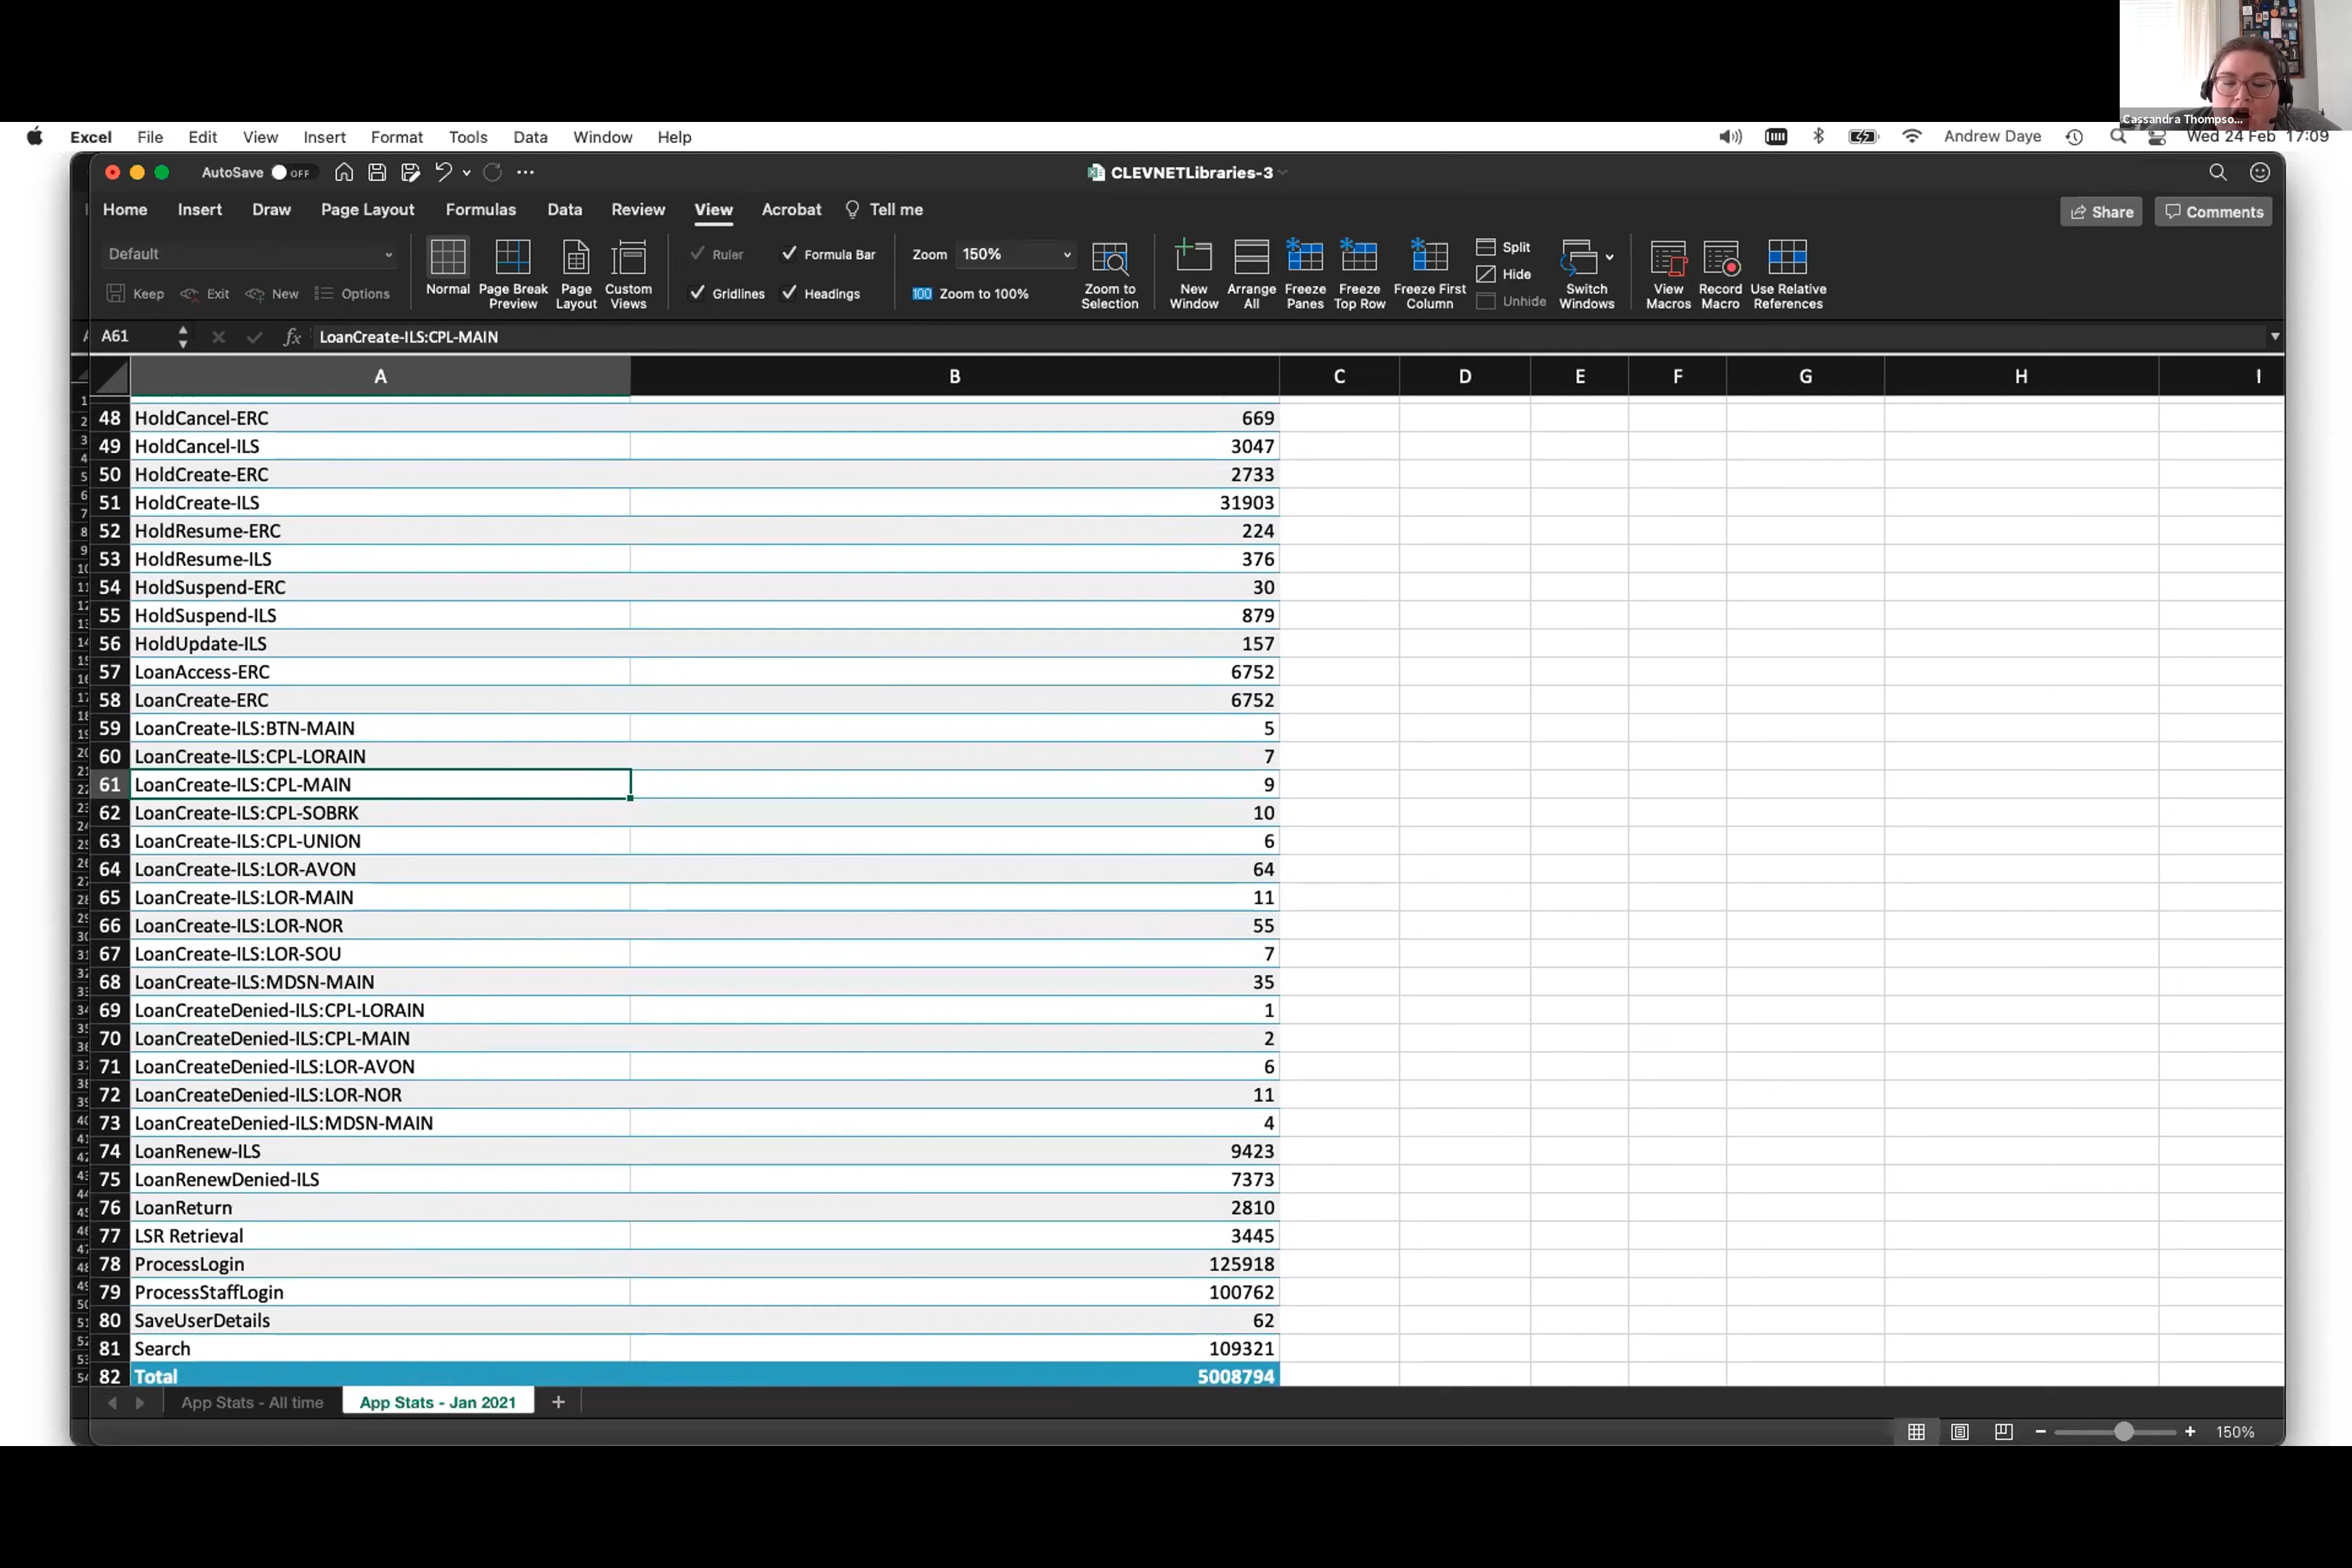 Cassandra Thompso...
Excel File Edit View Insert Format Tools Data Window Help Andrew Daye Wed 24 Feb 17:09
AutoSave OFF CLEVNETLibraries-3
Home Insert Draw Page Layout Formulas Data Review View Acrobat Tell me Share Comments
Default Ruler Formula Bar Zoom 150% Split
Hide
Keep Exit New Options Gridlines Headings 100 Zoom to 100% Unhide
Normal Page Break Preview Page Layout Custom Views Zoom to Selection New Window Arrange All Freeze Panes Freeze Top Row Freeze First Column Switch Windows View Macros Record Macro Use Relative References
A61 fx LoanCreate-ILS:CPL-MAIN
A B C D E F G H I
48 HoldCancel-ERC 669
49 HoldCancel-ILS 3047
50 HoldCreate-ERC 2733
51 HoldCreate-ILS 31903
52 HoldResume-ERC 224
53 HoldResume-ILS 376
54 HoldSuspend-ERC 30
55 HoldSuspend-ILS 879
56 HoldUpdate-ILS 157
57 LoanAccess-ERC 6752
58 LoanCreate-ERC 6752
59 LoanCreate-ILS:BTN-MAIN 5
60 LoanCreate-ILS:CPL-LORAIN 7
61 LoanCreate-ILS:CPL-MAIN 9
62 LoanCreate-ILS:CPL-SOBRK 10
63 LoanCreate-ILS:CPL-UNION 6
64 LoanCreate-ILS:LOR-AVON 64
65 LoanCreate-ILS:LOR-MAIN 11
66 LoanCreate-ILS:LOR-NOR 55
67 LoanCreate-ILS:LOR-SOU 7
68 LoanCreate-ILS:MDSN-MAIN 35
69 LoanCreateDenied-ILS:CPL-LORAIN 1
70 LoanCreateDenied-ILS:CPL-MAIN 2
71 LoanCreateDenied-ILS:LOR-AVON 6
72 LoanCreateDenied-ILS:LOR-NOR 11
73 LoanCreateDenied-ILS:MDSN-MAIN 4
74 LoanRenew-ILS 9423
75 LoanRenewDenied-ILS 7373
76 LoanReturn 2810
77 LSR Retrieval 3445
78 ProcessLogin 125918
79 ProcessStaffLogin 100762
80 SaveUserDetails 62
81 Search 109321
82 Total 5008794
App Stats - All time App Stats - Jan 2021 +
150%